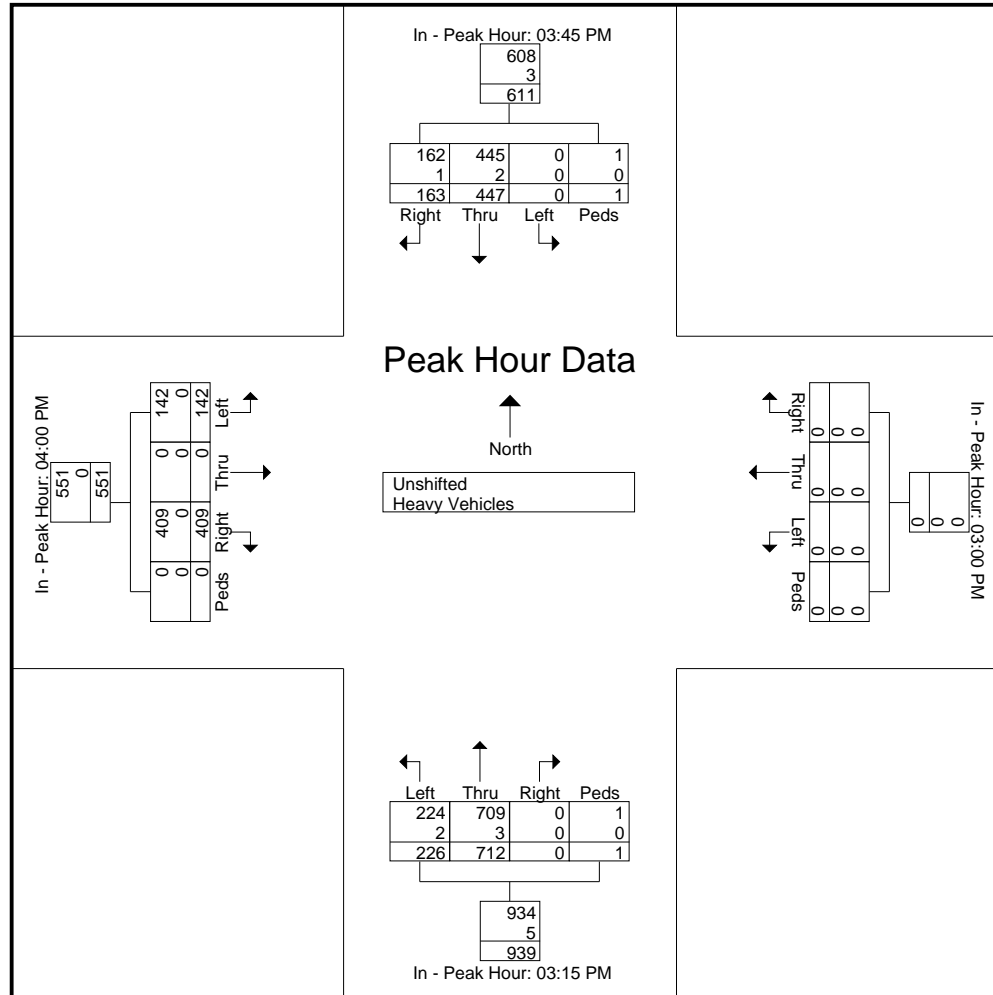 In - Peak Hour: 03:45 PM
608
3
611
162 445 0 1
1 2 0 0
163 447 0 1
Right Thru Left Peds
Peak Hour Data
North
Unshifted
Heavy Vehicles
In - Peak Hour: 04:00 PM
551
0
551
142 0 142 Left
0 0 0 Thru
409 0 409 Right
0 0 0 Peds
Right 0 0 0
Thru 0 0 0
Left 0 0 0
Peds 0 0 0
0
0
0
In - Peak Hour: 03:00 PM
Left Thru Right Peds
224 709 0 1
2 3 0 0
226 712 0 1
934
5
939
In - Peak Hour: 03:15 PM